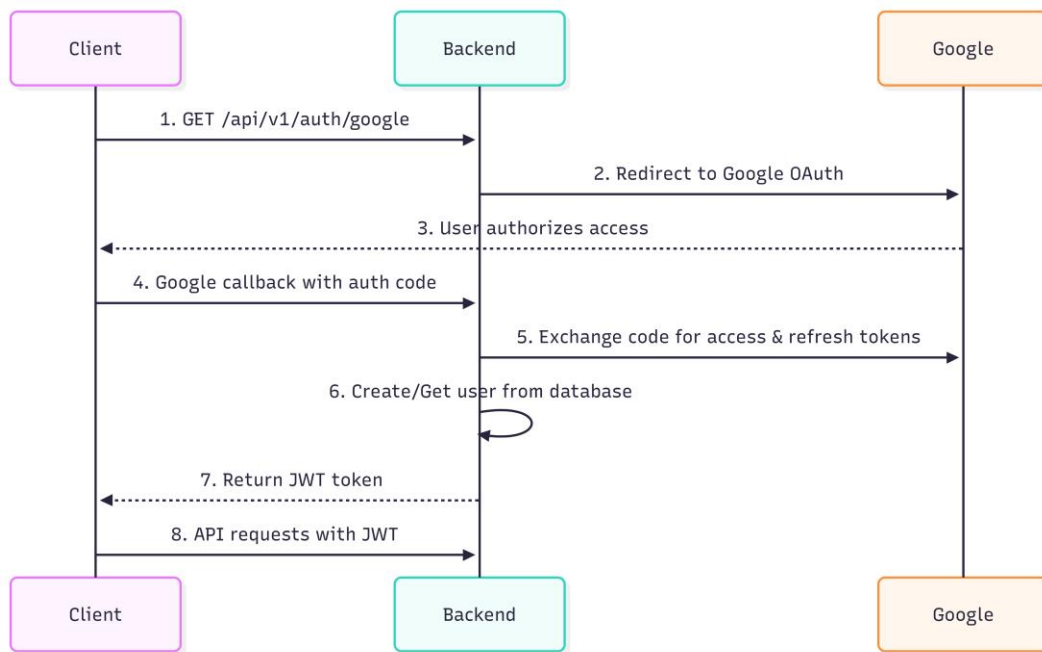 Client
Backend
Google
1. GET /api/v1/auth/google
2. Redirect to Google OAuth
3. User authorizes access
4. Google callback with auth code
5. Exchange code for access & refresh tokens
6. Create/Get user from database
7. Return JWT token
8. API requests with JWT
Client
Backend
Google